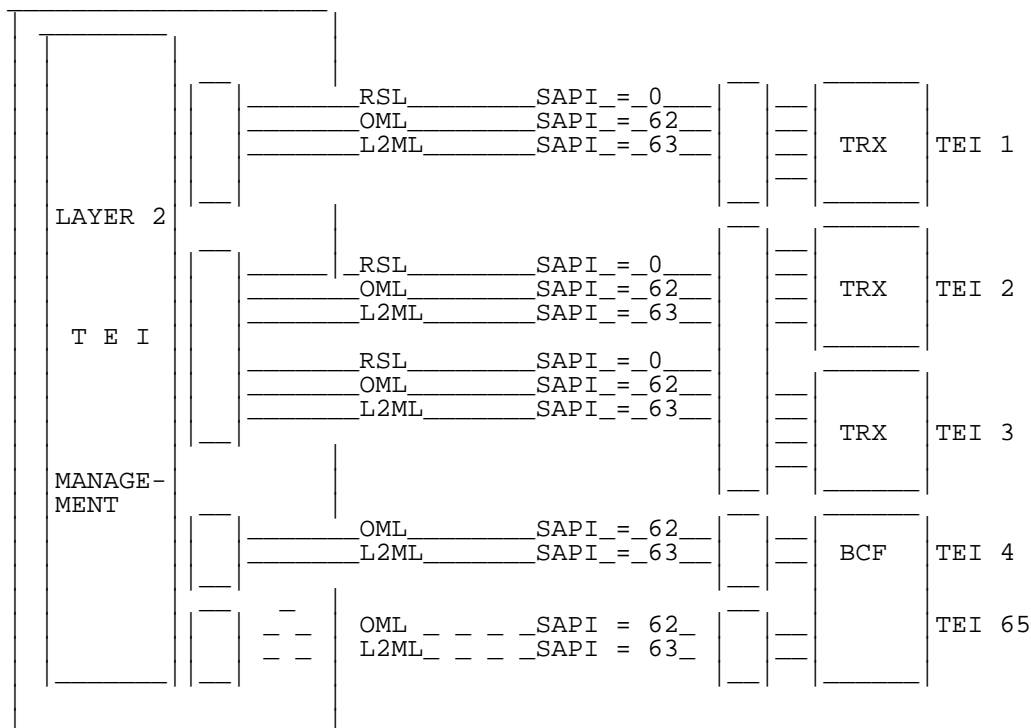 RSL SAPI = 0
OML SAPI = 62
L2ML SAPI = 63 TRX TEI 1
LAYER 2
RSL SAPI = 0
OML SAPI = 62 TRX TEI 2
L2ML SAPI = 63
T E I
RSL SAPI = 0
OML SAPI = 62
L2ML SAPI = 63
TRX TEI 3
MANAGE-
MENT
OML SAPI = 62
L2ML SAPI = 63 BCF TEI 4
OML SAPI = 62 TEI 65
L2ML SAPI = 63